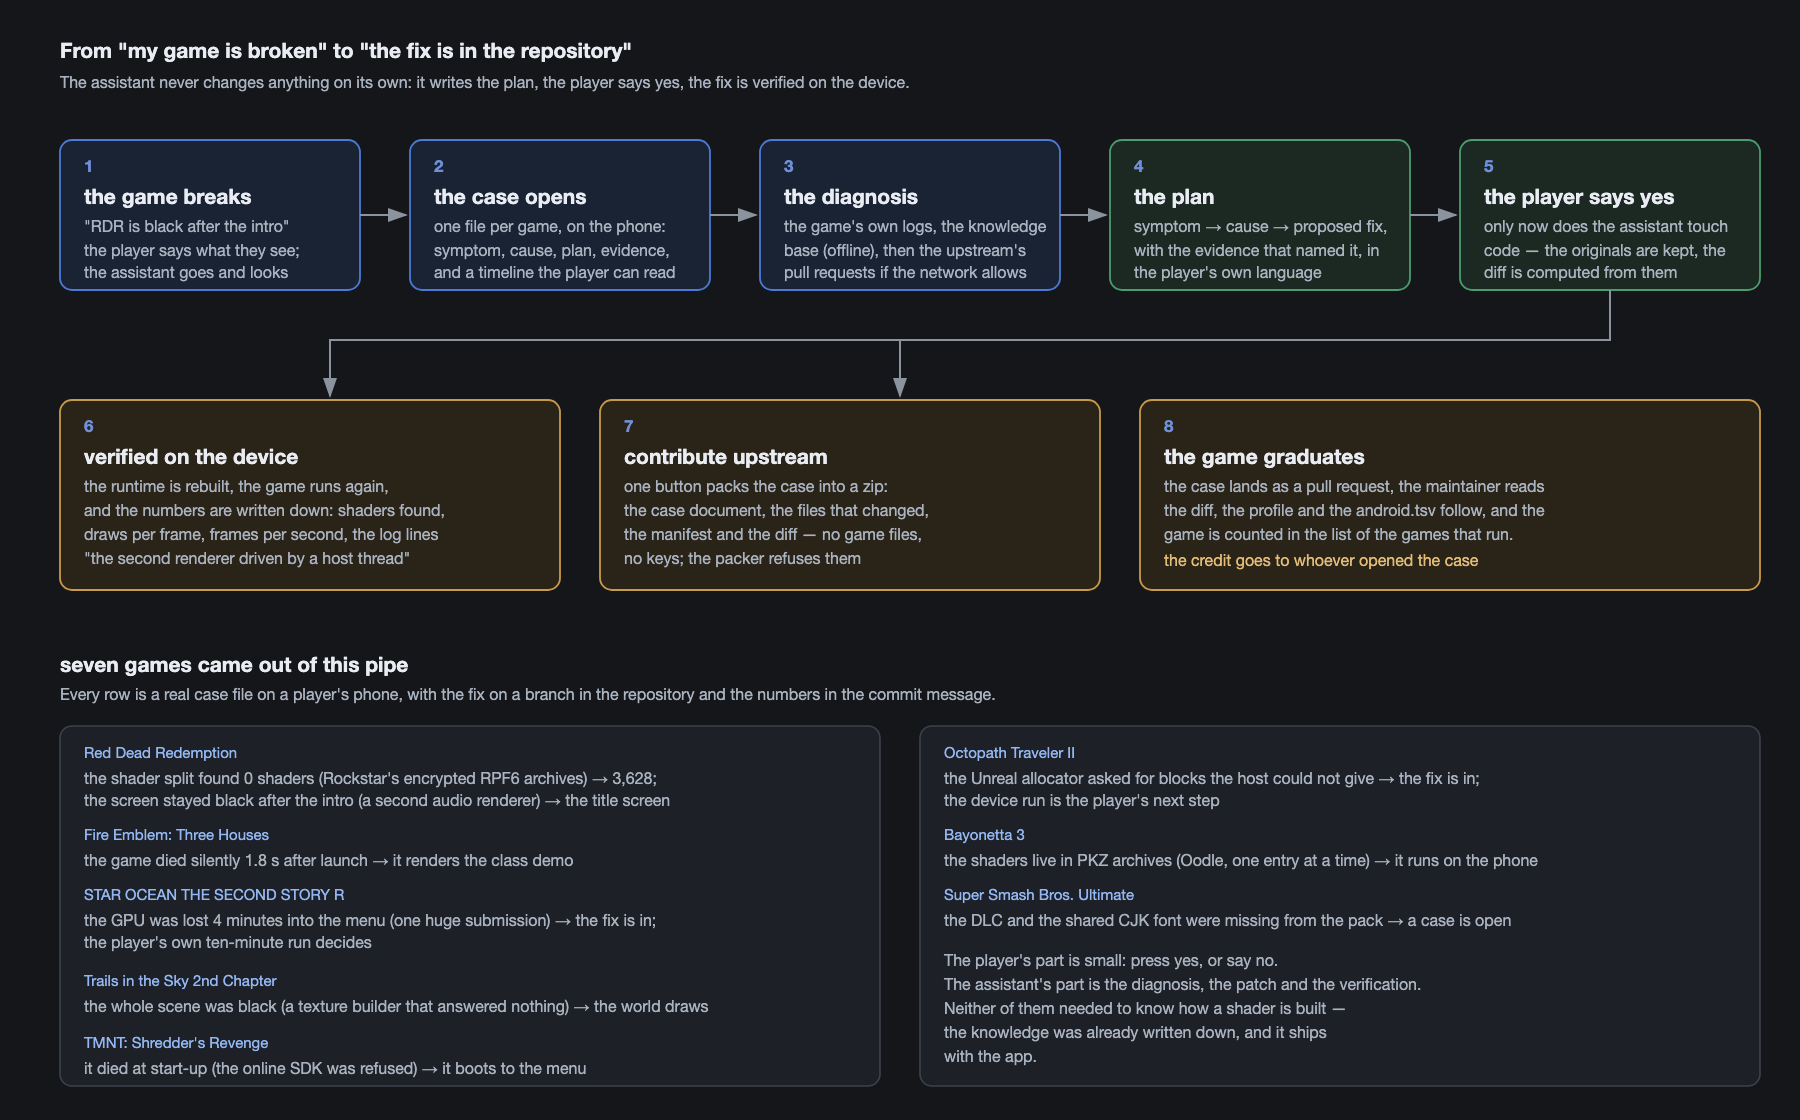 From "my game is broken" to "the fix is in the repository"
The assistant never changes anything on its own: it writes the plan, the player says yes, the fix is verified on the device.
1
the game breaks
"RDR is black after the intro"
the player says what they see;
the assistant goes and looks
2
the case opens
one file per game, on the phone:
symptom, cause, plan, evidence,
and a timeline the player can read
3
the diagnosis
the game's own logs, the knowledge
base (offline), then the upstream's
pull requests if the network allows
4
the plan
symptom → cause → proposed fix,
with the evidence that named it, in
the player's own language
5
the player says yes
only now does the assistant touch
code — the originals are kept, the
diff is computed from them
6
verified on the device
the runtime is rebuilt, the game runs again,
and the numbers are written down: shaders found,
draws per frame, frames per second, the log lines
"the second renderer driven by a host thread"
7
contribute upstream
one button packs the case into a zip:
the case document, the files that changed,
the manifest and the diff — no game files,
no keys; the packer refuses them
8
the game graduates
the case lands as a pull request, the maintainer reads
the diff, the profile and the android.tsv follow, and the
game is counted in the list of the games that run.
the credit goes to whoever opened the case
seven games came out of this pipe
Every row is a real case file on a player's phone, with the fix on a branch in the repository and the numbers in the commit message.
Red Dead Redemption
the shader split found 0 shaders (Rockstar's encrypted RPF6 archives) → 3,628;
the screen stayed black after the intro (a second audio renderer) → the title screen
Fire Emblem: Three Houses
the game died silently 1.8 s after launch → it renders the class demo
STAR OCEAN THE SECOND STORY R
the GPU was lost 4 minutes into the menu (one huge submission) → the fix is in;
the player's own ten-minute run decides
Trails in the Sky 2nd Chapter
the whole scene was black (a texture builder that answered nothing) → the world draws
TMNT: Shredder's Revenge
it died at start-up (the online SDK was refused) → it boots to the menu
Octopath Traveler II
the Unreal allocator asked for blocks the host could not give → the fix is in;
the device run is the player's next step
Bayonetta 3
the shaders live in PKZ archives (Oodle, one entry at a time) → it runs on the phone
Super Smash Bros. Ultimate
the DLC and the shared CJK font were missing from the pack → a case is open
The player's part is small: press yes, or say no.
The assistant's part is the diagnosis, the patch and the verification.
Neither of them needed to know how a shader is built —
the knowledge was already written down, and it ships
with the app.